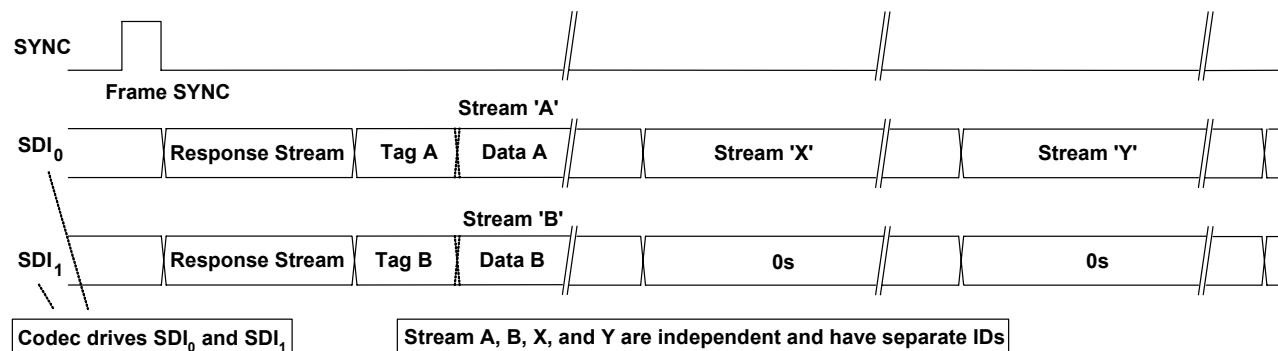 SYNC
Frame SYNC
Stream 'A'
SDI0 Response Stream Tag A Data A Stream 'X' Stream 'Y'
Stream 'B'
SDI1 Response Stream Tag B Data B 0s 0s
Codec drives SDI0 and SDI1 Stream A, B, X, and Y are independent and have separate IDs